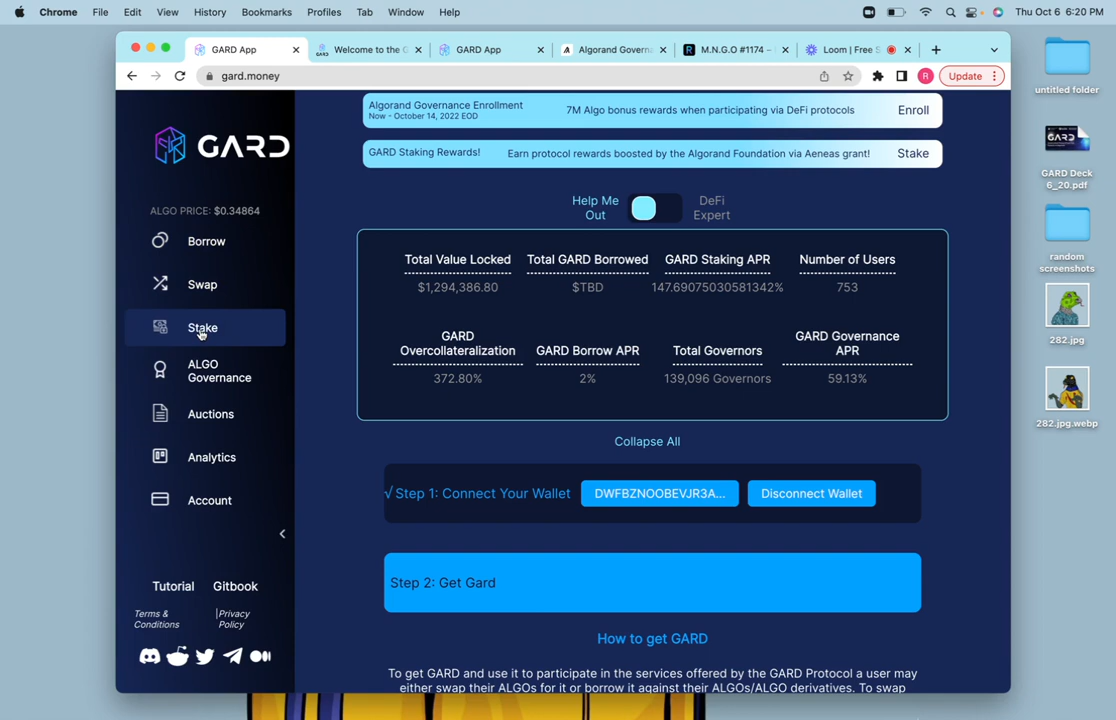 Chrome File Edit View History Bookmarks Profiles Tab Window Help Thu Oct 6 6:20 PM
GARD App Welcome to the G GARD App Algorand Govern M.N.G.O #1174 – Loom | Free S
gard.money Update
GARD
ALGO PRICE: $0.34864
Borrow
Swap
Stake
ALGO
Governance
Auctions
Analytics
Account
Tutorial Gitbook
Terms &
Conditions
|Privacy
Policy
Algorand Governance Enrollment
Now - October 14, 2022 EOD
7M Algo bonus rewards when participating via DeFi protocols
Enroll
GARD Staking Rewards!
Earn protocol rewards boosted by the Algorand Foundation via Aeneas grant!
Stake
Help Me
Out
DeFi
Expert
Total Value Locked
$1,294,386.80
Total GARD Borrowed
$TBD
GARD Staking APR
147.69075030581342%
Number of Users
753
GARD
Overcollateralization
372.80%
GARD Borrow APR
2%
Total Governors
139,096 Governors
GARD Governance
APR
59.13%
Collapse All
√ Step 1: Connect Your Wallet
DWFBZNOOBEVJR3A...
Disconnect Wallet
Step 2: Get Gard
How to get GARD
To get GARD and use it to participate in the services offered by the GARD Protocol a user may
either swap their ALGOs for it or borrow it against their ALGOs/ALGO derivatives. To swap
untitled folder
GARD Deck
6_20.pdf
random
screenshots
282.jpg
282.jpg.webp